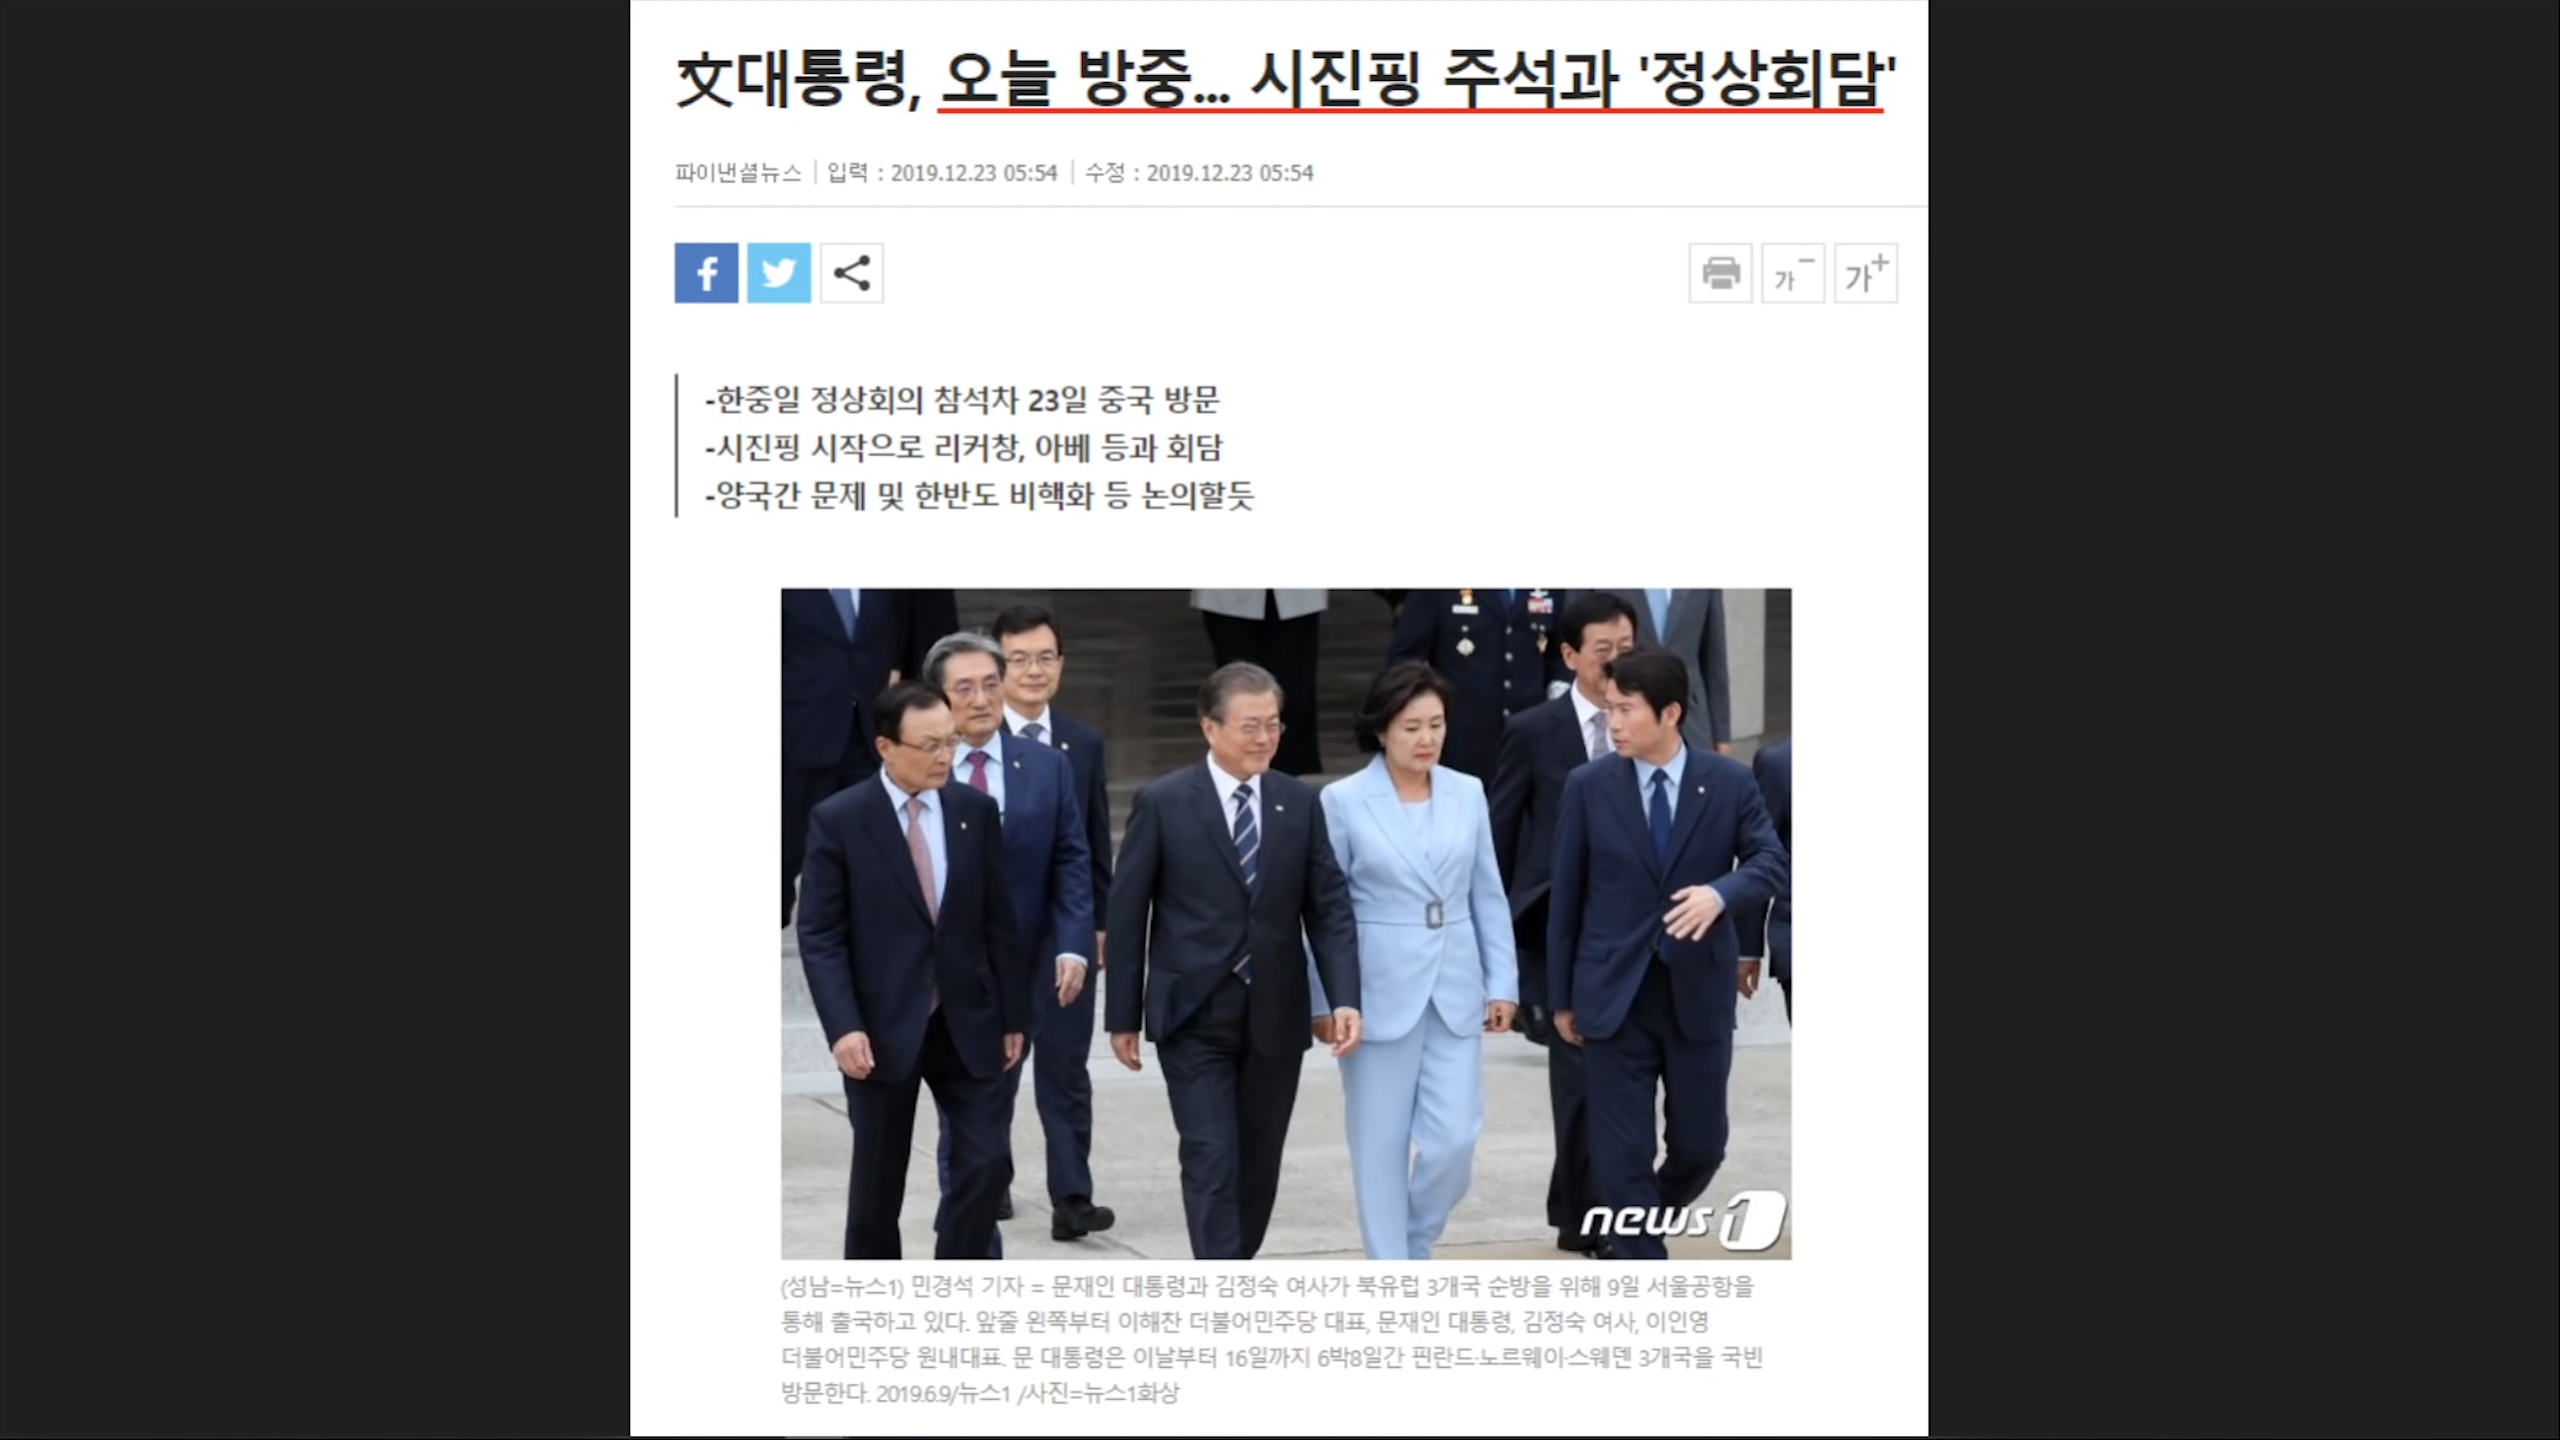 文대통령, 오늘 방중... 시진핑 주석과 '정상회담'
파이낸셜뉴스 | 입력 : 2019.12.23 05:54 | 수정 : 2019.12.23 05:54
f
가- 가+
-한중일 정상회의 참석차 23일 중국 방문
-시진핑 시작으로 리커창, 아베 등과 회담
-양국간 문제 및 한반도 비핵화 등 논의할듯
news1
(성남=뉴스1) 민경석 기자 = 문재인 대통령과 김정숙 여사가 북유럽 3개국 순방을 위해 9일 서울공항을
통해 출국하고 있다. 앞줄 왼쪽부터 이해찬 더불어민주당 대표, 문재인 대통령, 김정숙 여사, 이인영
더불어민주당 원내대표. 문 대통령은 이날부터 16일까지 6박8일간 핀란드·노르웨이·스웨덴 3개국을 국빈
방문한다. 2019.6.9/뉴스1 /사진=뉴스1화상